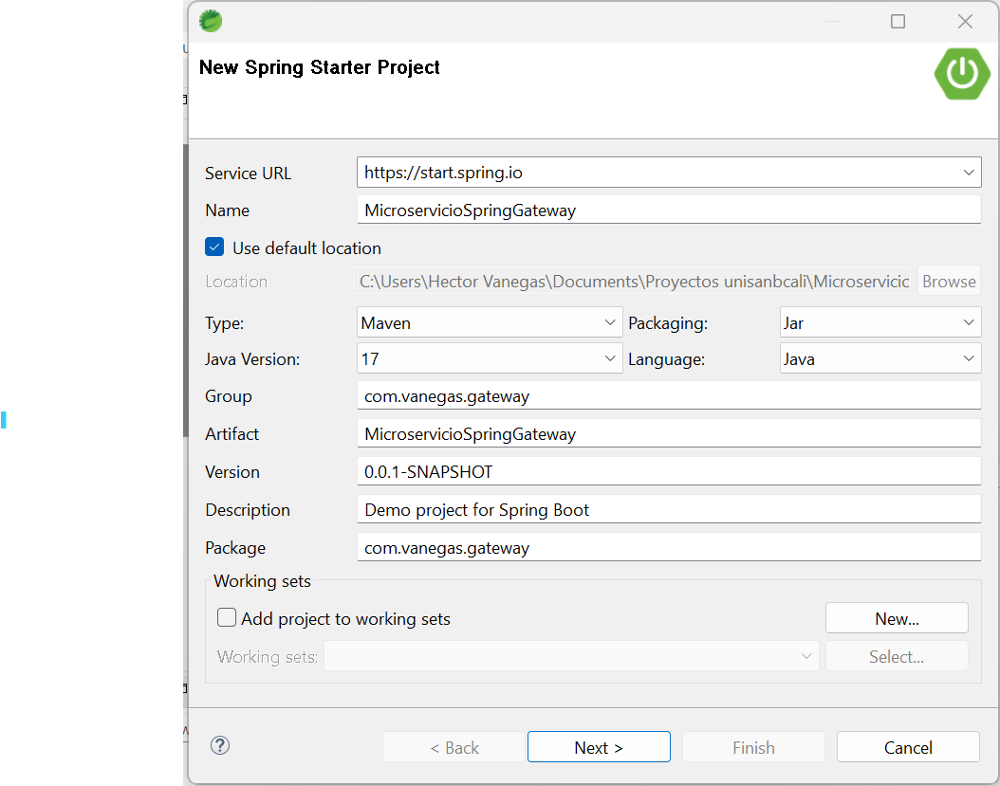 New Spring Starter Project
Service URL https://start.spring.io
Name MicroservicioSpringGateway
Use default location
Location C:\Users\Hector Vanegas\Documents\Proyectos unisanbcali\Microservicic Browse
Type: Maven Packaging: Jar
Java Version: 17 Language: Java
Group com.vanegas.gateway
Artifact MicroservicioSpringGateway
Version 0.0.1-SNAPSHOT
Description Demo project for Spring Boot
Package com.vanegas.gateway
Working sets
Add project to working sets New...
Working sets: Select...
? < Back Next > Finish Cancel